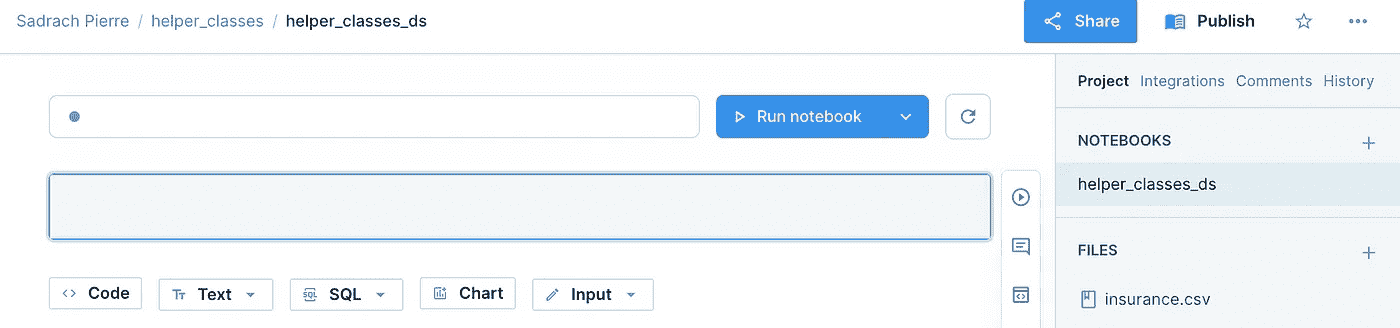 Sadrach Pierre / helper_classes / helper_classes_ds
Share
Publish
Run notebook
Project Integrations Comments History
NOTEBOOKS
helper_classes_ds
FILES
insurance.csv
Code
Text
SQL SQL
Chart
Input